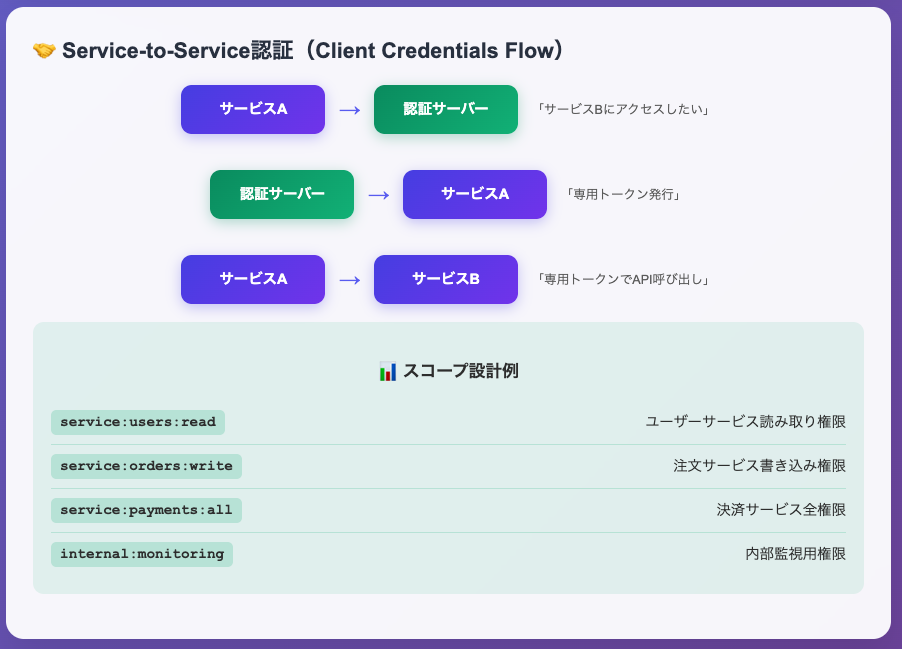 🤝 Service-to-Service認証（Client Credentials Flow）
サービスA → 認証サーバー 「サービスBにアクセスしたい」
認証サーバー → サービスA 「専用トークン発行」
サービスA → サービスB 「専用トークンでAPI呼び出し」
📊 スコープ設計例
service:users:read ユーザーサービス読み取り権限
service:orders:write 注文サービス書き込み権限
service:payments:all 決済サービス全権限
internal:monitoring 内部監視用権限